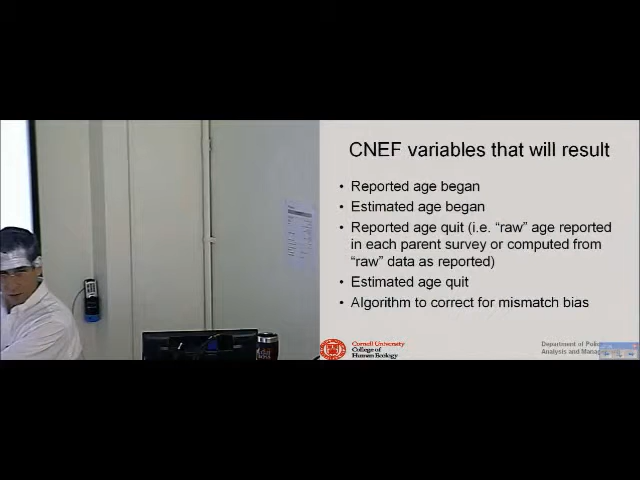 CNEF variables that will result
• Reported age began
• Estimated age began
• Reported age quit (i.e. “raw” age reported
in each parent survey or computed from
“raw” data as reported)
• Estimated age quit
• Algorithm to correct for mismatch bias
Cornell University
College of
Human Ecology
Department of
Analysis and